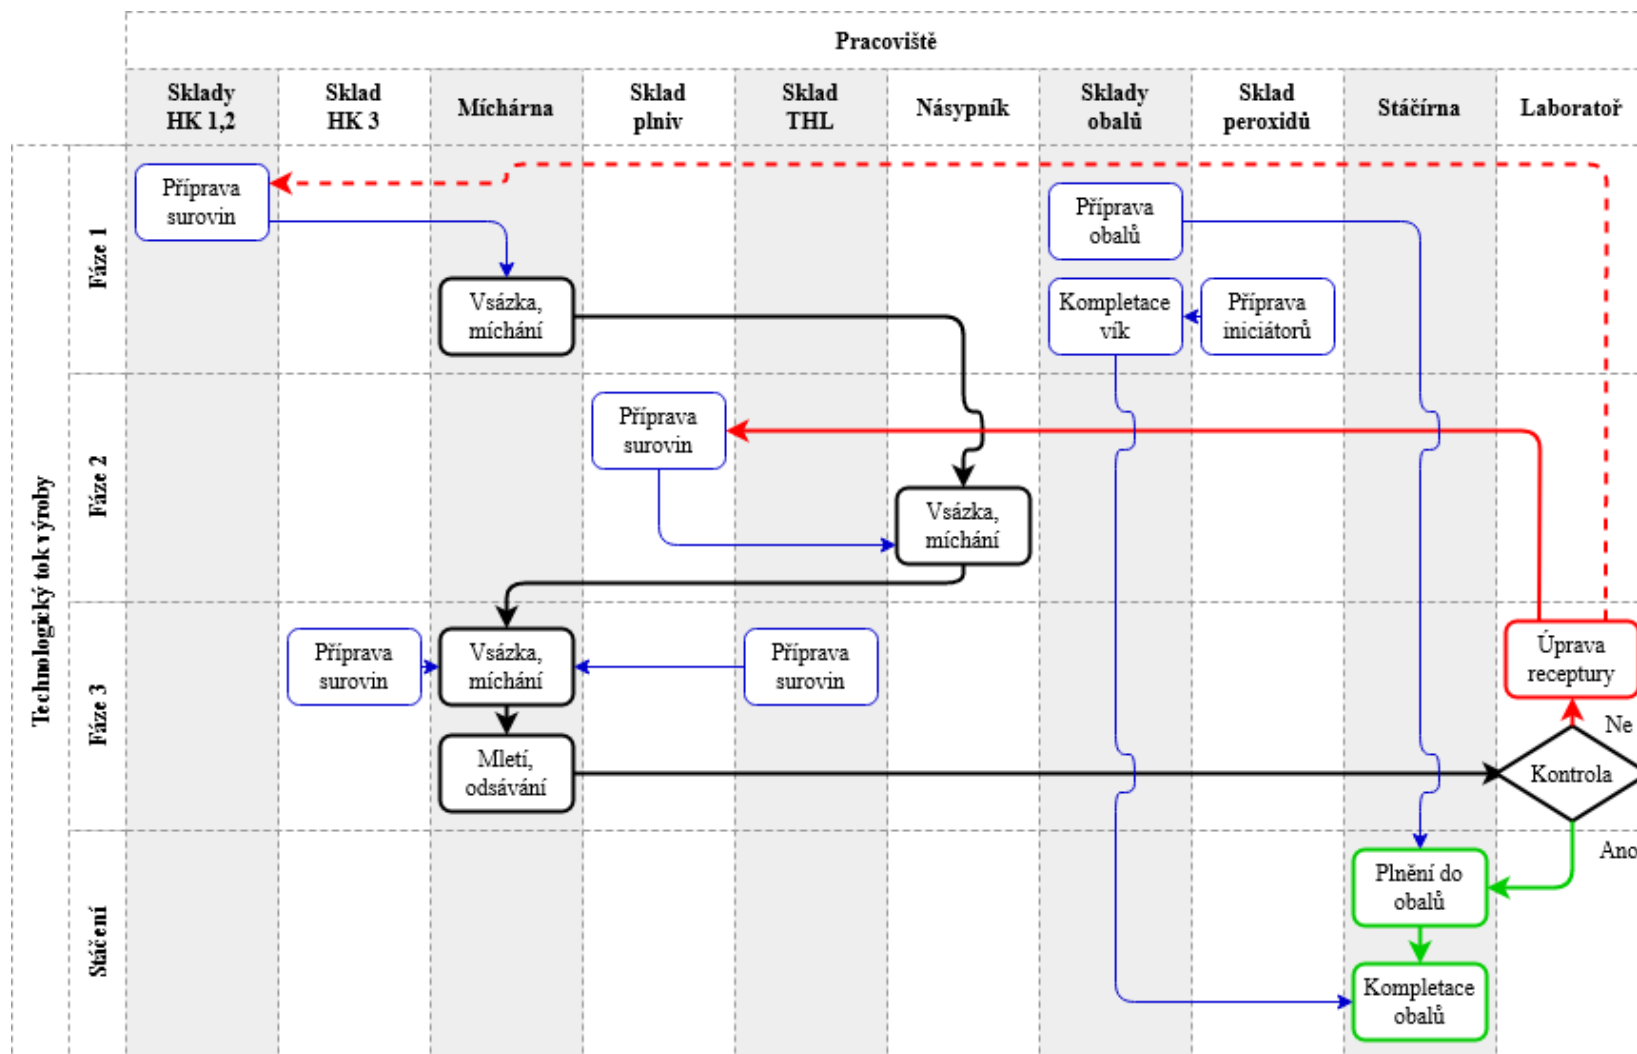 Pracoviště
Sklady
HK 1,2
Sklad
HK 3
Míchárna
Sklad
plniv
Sklad
THL
Násypník
Sklady
obalů
Sklad
peroxidů
Stáčírna
Laboratoř
Technologický tok výroby
Fáze 1
Příprava
surovin
Příprava
obalů
Vsázka,
míchání
Kompletace
vík
Příprava
iniciátorů
Fáze 2
Příprava
surovin
Vsázka,
míchání
Fáze 3
Příprava
surovin
Vsázka,
míchání
Příprava
surovin
Úprava
receptury
Ne
Mletí,
odsávání
Kontrola
Ano
Stáčení
Plnění do
obalů
Kompletace
obalů